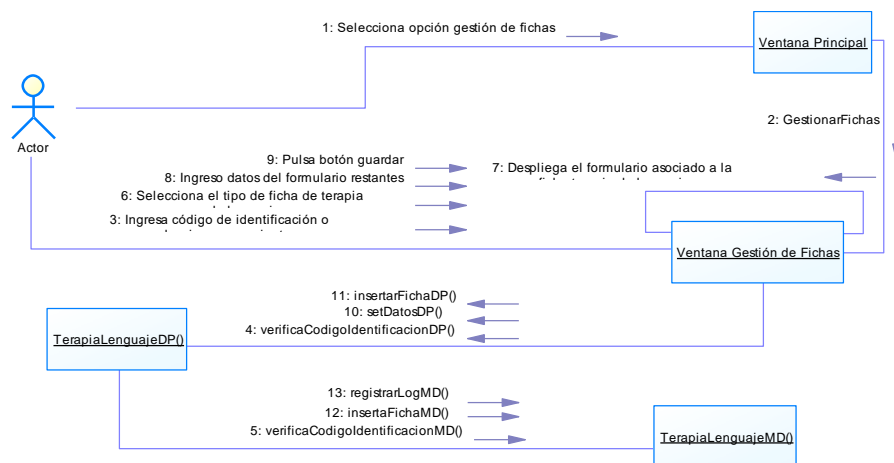 1: Selecciona opción gestión de fichas
Ventana Principal
2: GestionarFichas
Actor
9: Pulsa botón guardar
8: Ingreso datos del formulario restantes
6: Selecciona el tipo de ficha de terapia
3: Ingresa código de identificación o
7: Despliega el formulario asociado a la
Ventana Gestión de Fichas
11: insertarFichaDP()
10: setDatosDP()
4: verificaCodigoIdentificacionDP()
TerapiaLenguajeDP()
13: registrarLogMD()
12: insertaFichaMD()
5: verificaCodigoIdentificacionMD()
TerapiaLenguajeMD()